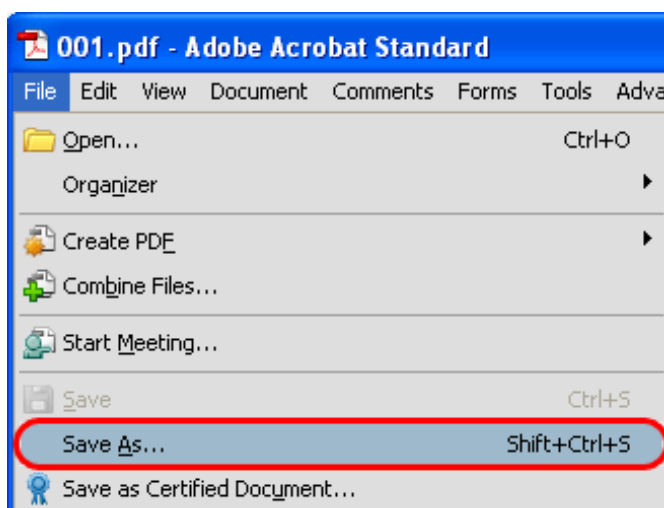 001.pdf - Adobe Acrobat Standard
File Edit View Document Comments Forms Tools Adva
Open... Ctrl+O
Organizer
Create PDF
Combine Files...
Start Meeting...
Save Ctrl+S
Save As... Shift+Ctrl+S
Save as Certified Document...